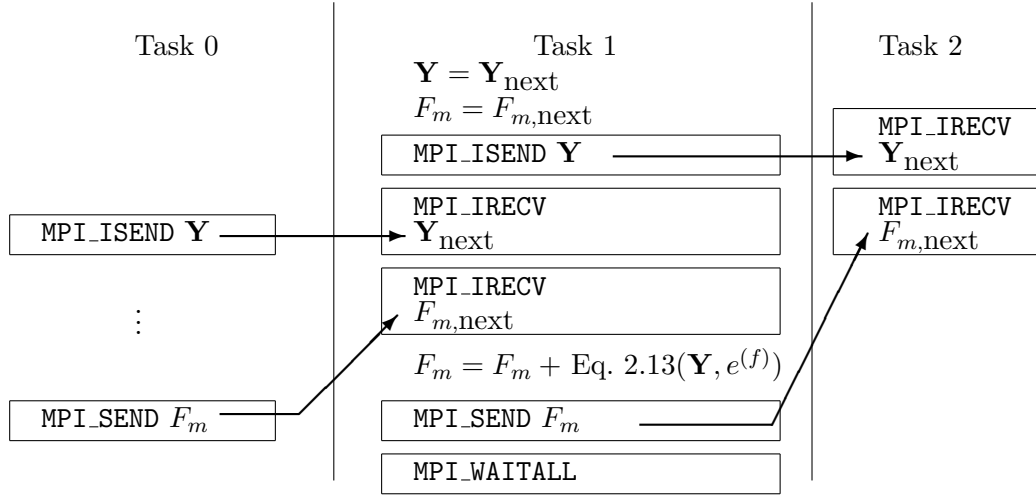 Task 0
MPI_ISEND Y
⋮
MPI_SEND F_m
Task 1
Y = Y_next
F_m = F_m,next
MPI_ISEND Y
MPI_IRECV
Y_next
MPI_IRECV
F_m,next
F_m = F_m + Eq. 2.13(Y, e^(f))
MPI_SEND F_m
MPI_WAITALL
Task 2
MPI_IRECV
Y_next
MPI_IRECV
F_m,next